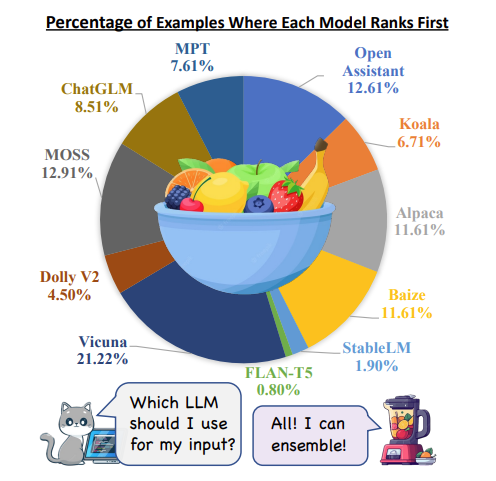 Percentage of Examples Where Each Model Ranks First
MPT
7.61%
Open
Assistant
12.61%
ChatGLM
8.51%
Koala
6.71%
MOSS
12.91%
Alpaca
11.61%
Dolly V2
4.50%
Baize
11.61%
Vicuna
21.22%
StableLM
1.90%
FLAN-T5
0.80%
Which LLM
should I use
for my input?
All! I can
ensemble!